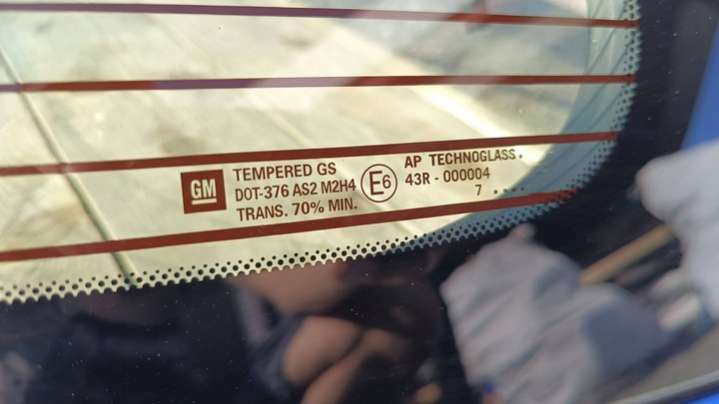 GM
TEMPERED GS
DOT-376 AS2 M2H4
TRANS. 70% MIN.
E6
AP TECHNOGLASS.
43R - 000004
7 ....